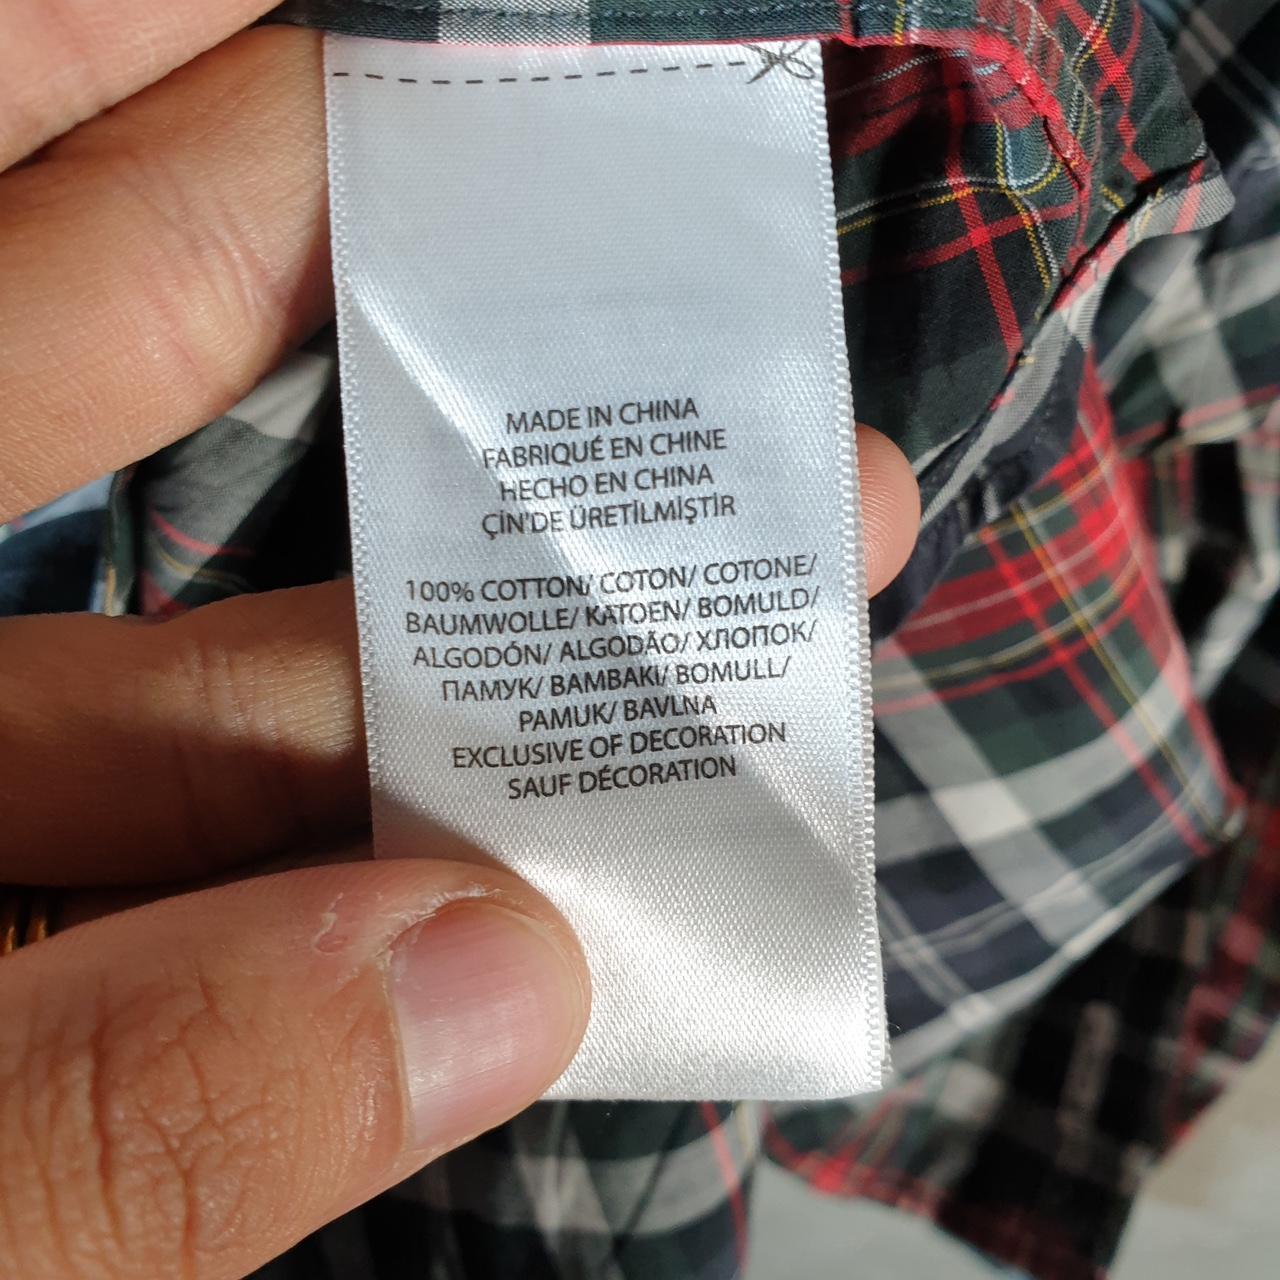 MADE IN CHINA
FABRIQUÉ EN CHINE
HECHO EN CHINA
ÇİN'DE ÜRETİLMİŞTİR
100% COTTON/ COTON/ COTONE/
BAUMWOLLE/ KATOEN/ BOMULD/
ALGODÓN/ ALGODÃO/ ХЛОПОК/
ПАМУК/ BAMBAKi/ BOMULL/
PAMUK/ BAVLNA
EXCLUSIVE OF DECORATION
SAUF DÉCORATION